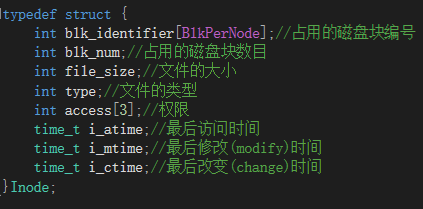 typedef struct {
int blk_identifier[BlkPerNode];//占用的磁盘块编号
int blk_num;//占用的磁盘块数目
int file_size;//文件的大小
int type;//文件的类型
int access[3];//权限
time_t i_atime;//最后访问时间
time_t i_mtime;//最后修改(modify)时间
time_t i_ctime;//最后改变(change)时间
}Inode;